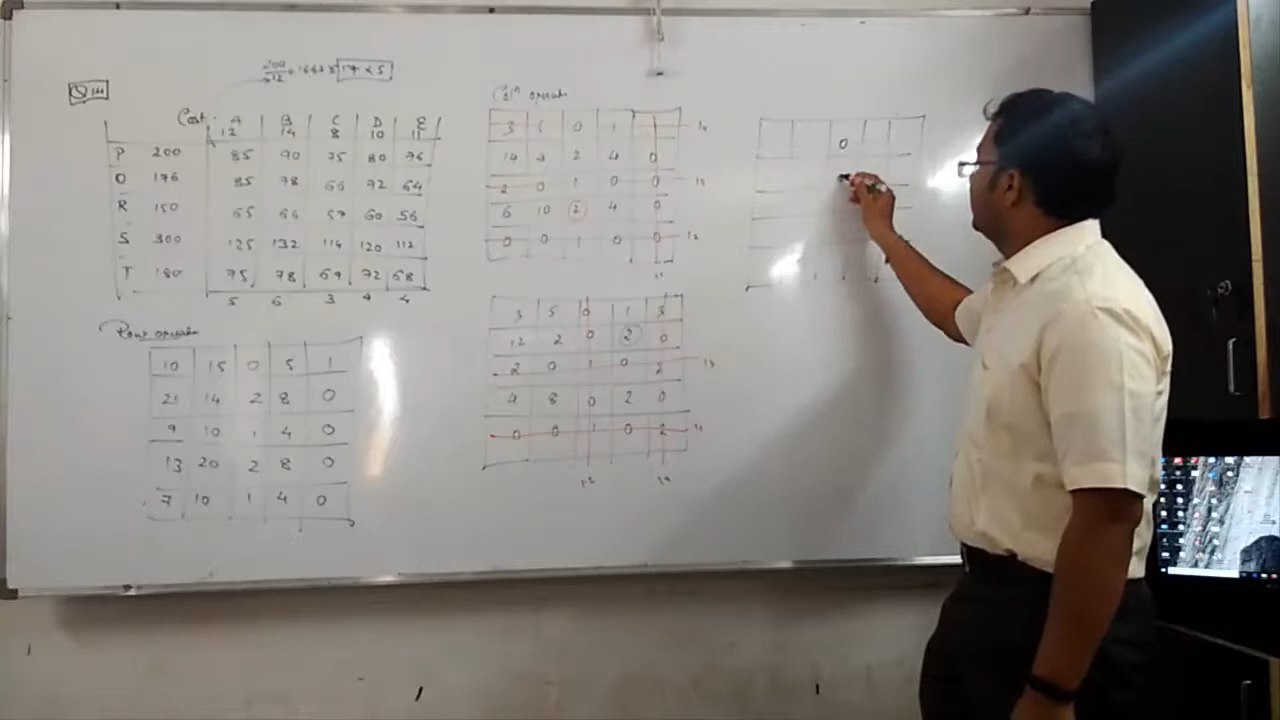 200/12 = 16.67 ≅ 17 × 5
Q 14
Cost A B C D E
12 14 8 10 11
P 200 85 90 75 80 76
Q 176 85 78 66 72 64
R 150 65 66 57 60 56
S 300 125 132 114 120 112
T 180 75 78 69 72 68
5 6 3 4 4
Row
10 15 0 5 1
21 14 2 8 0
9 10 1 4 0
13 20 2 8 0
7 10 1 4 0
Colⁿ
3 5 0 1 1
14 4 2 4 0
2 0 1 0 0
6 10 2 4 0
0 0 1 0 0
3 5 0 1 3
12 2 0 2 0
2 0 1 0 2
4 8 0 2 0
0 0 1 0 2
0